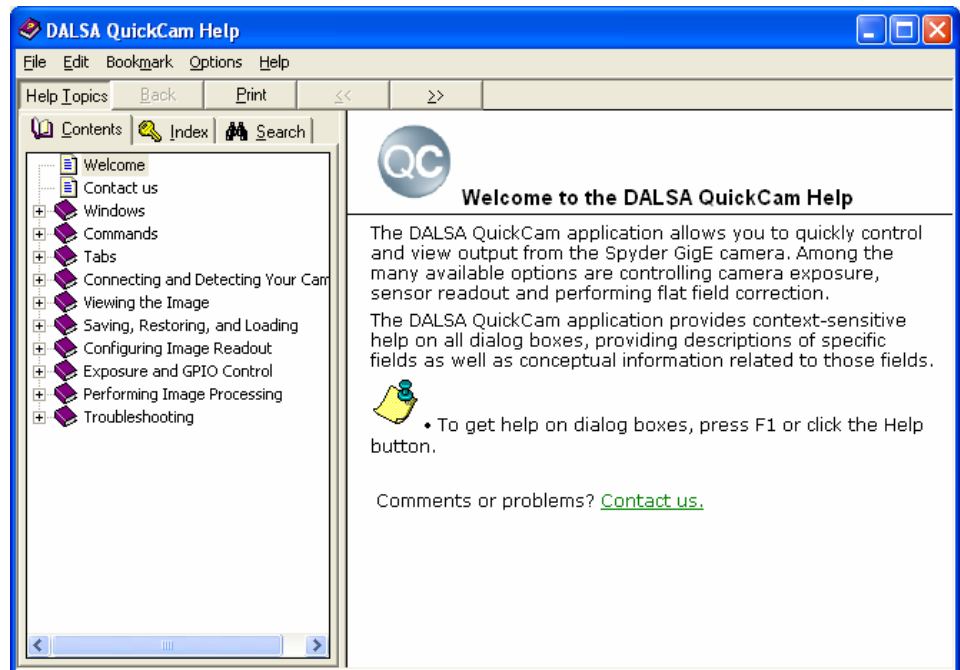 DALSA QuickCam Help
File Edit Bookmark Options Help
Help Topics Back Print << >>
Contents Index Search
Welcome
Contact us
Windows
Commands
Tabs
Connecting and Detecting Your Cam
Viewing the Image
Saving, Restoring, and Loading
Configuring Image Readout
Exposure and GPIO Control
Performing Image Processing
Troubleshooting
QC
Welcome to the DALSA QuickCam Help
The DALSA QuickCam application allows you to quickly control
and view output from the Spyder GigE camera. Among the
many available options are controlling camera exposure,
sensor readout and performing flat field correction.
The DALSA QuickCam application provides context-sensitive
help on all dialog boxes, providing descriptions of specific
fields as well as conceptual information related to those fields.
• To get help on dialog boxes, press F1 or click the Help
button.
Comments or problems? Contact us.